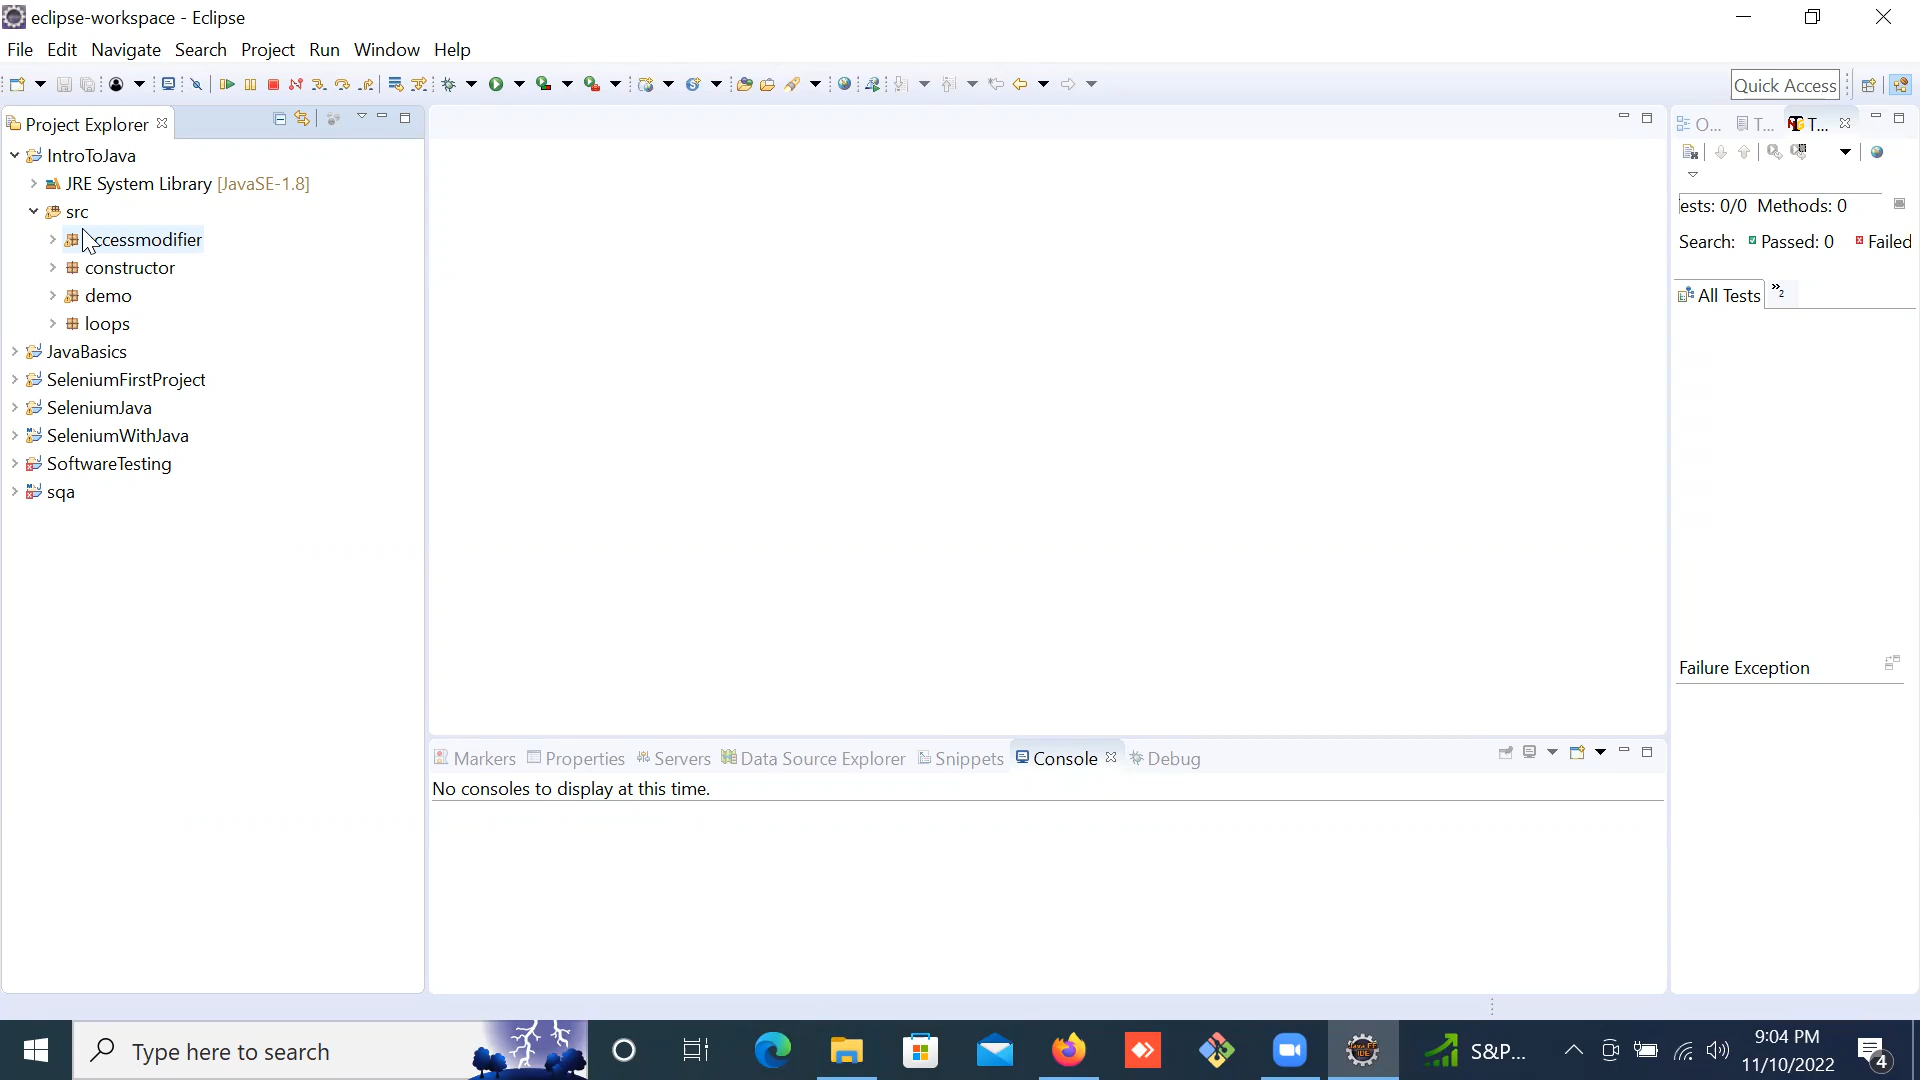 eclipse-workspace - Eclipse
File Edit Navigate Search Project Run Window Help
Quick Access
Project Explorer
IntroToJava
JRE System Library [JavaSE-1.8]
src
ccessmodifier
constructor
demo
loops
JavaBasics
SeleniumFirstProject
SeleniumJava
SeleniumWithJava
SoftwareTesting
sqa
O... T... T...
ests: 0/0 Methods: 0
Search: Passed: 0 Failed
All Tests »2
Failure Exception
Markers Properties Servers Data Source Explorer Snippets Console Debug
No consoles to display at this time.
Type here to search
S&P...
9:04 PM
11/10/2022
4